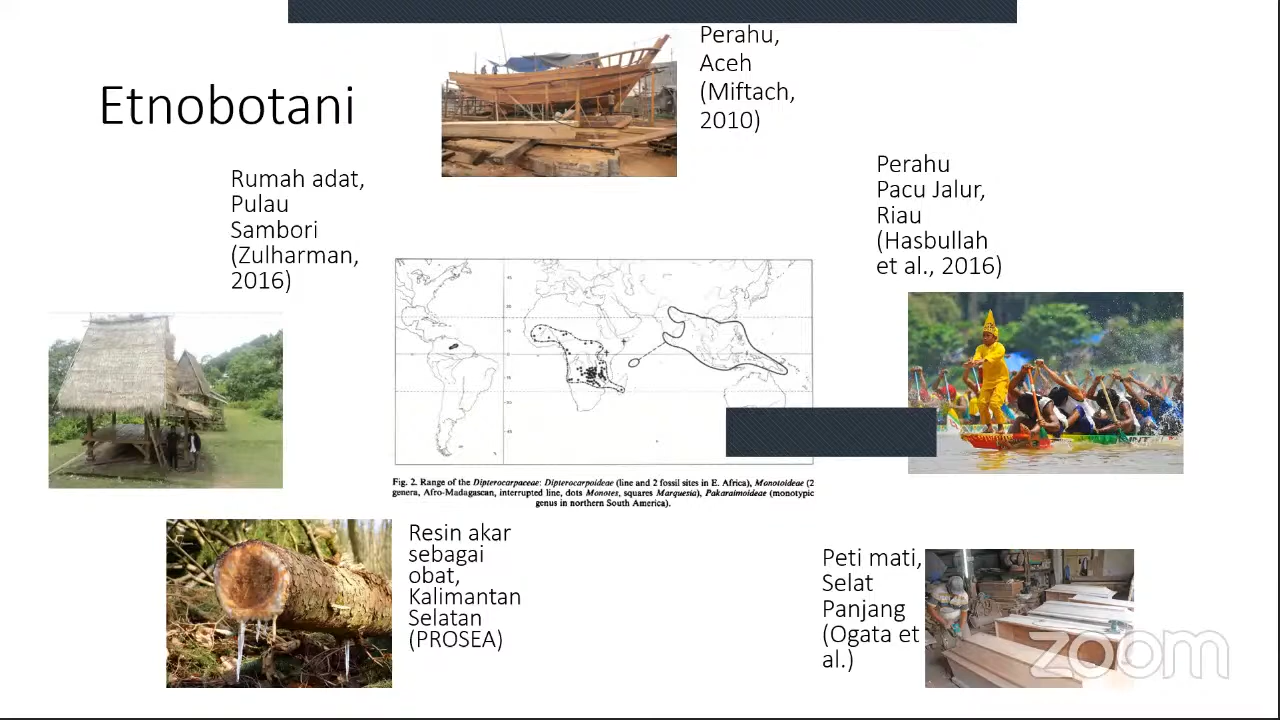 Etnobotani
Perahu,
Aceh
(Miftach,
2010)
Rumah adat,
Pulau
Sambori
(Zulharman,
2016)
Perahu
Pacu Jalur,
Riau
(Hasbullah
et al., 2016)
Fig. 2. Range of the Dipterocarpaceae: Dipterocarpoideae (line and 2 fossil sites in E. Africa), Monotoideae (2
genera, Afro-Madagascan, interrupted line, dots Monotes, squares Marquesia), Pakaraimoideae (monotypic
genus in northern South America).
Resin akar
sebagai
obat,
Kalimantan
Selatan
(PROSEA)
Peti mati,
Selat
Panjang
(Ogata et
al.)
zoom